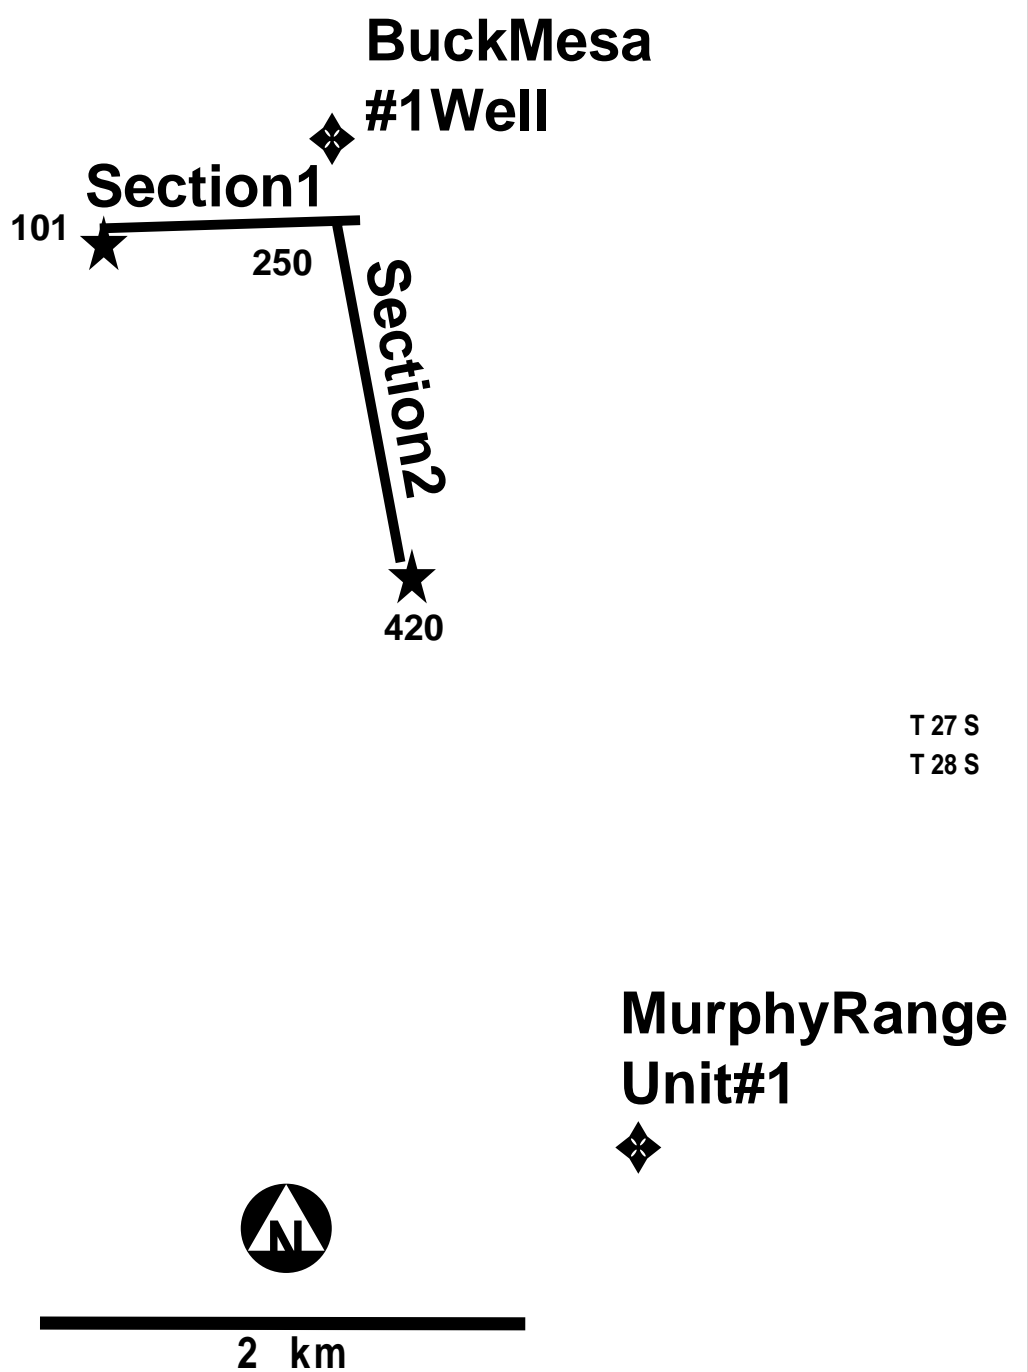 BuckMesa
#1Well
Section1
101
250
Section2
420
T 27 S
T 28 S
MurphyRange
Unit#1
N
2 km